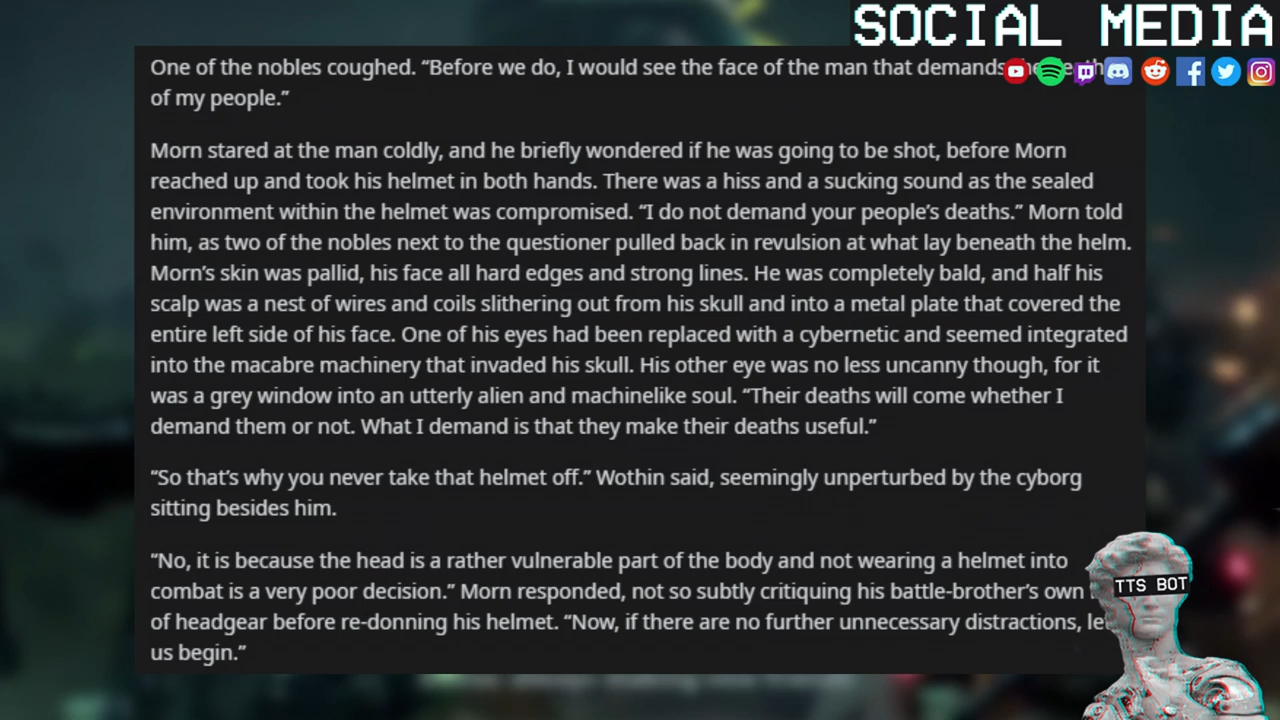 SOCIAL MEDIA
One of the nobles coughed. “Before we do, I would see the face of the man that demands
of my people.”
Morn stared at the man coldly, and he briefly wondered if he was going to be shot, before Morn
reached up and took his helmet in both hands. There was a hiss and a sucking sound as the sealed
environment within the helmet was compromised. “I do not demand your people’s deaths.” Morn told
him, as two of the nobles next to the questioner pulled back in revulsion at what lay beneath the helm.
Morn’s skin was pallid, his face all hard edges and strong lines. He was completely bald, and half his
scalp was a nest of wires and coils slithering out from his skull and into a metal plate that covered the
entire left side of his face. One of his eyes had been replaced with a cybernetic and seemed integrated
into the macabre machinery that invaded his skull. His other eye was no less uncanny though, for it
was a grey window into an utterly alien and machinelike soul. “Their deaths will come whether I
demand them or not. What I demand is that they make their deaths useful.”
“So that’s why you never take that helmet off.” Wothin said, seemingly unperturbed by the cyborg
sitting besides him.
“No, it is because the head is a rather vulnerable part of the body and not wearing a helmet into
combat is a very poor decision.” Morn responded, not so subtly critiquing his battle-brother’s own
of headgear before re-donning his helmet. “Now, if there are no further unnecessary distractions,
us begin.”
TTS BOT